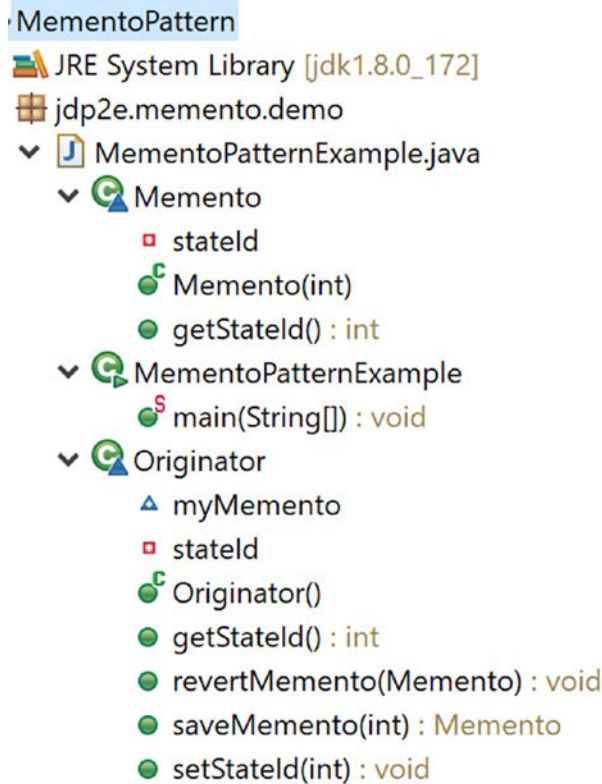 MementoPattern
JRE System Library [jdk1.8.0_172]
jdp2e.memento.demo
J MementoPatternExample.java
C Memento
stateId
C Memento(int)
getStateId() : int
C MementoPatternExample
S main(String[]) : void
C Originator
myMemento
stateId
C Originator()
getStateId() : int
revertMemento(Memento) : void
saveMemento(int) : Memento
setStateId(int) : void